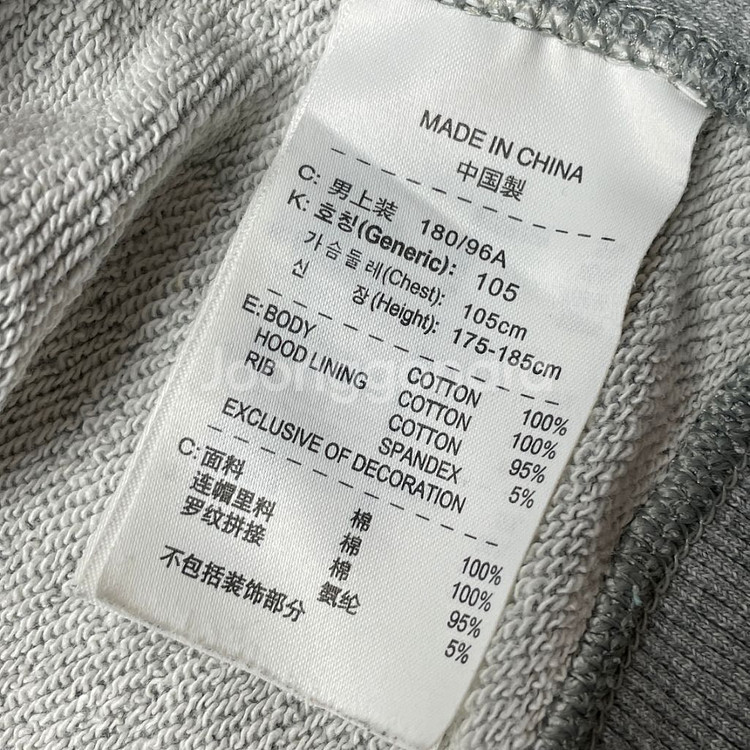 MADE IN CHINA
中国製
C: 男上装 180/96A
K: 호칭(Generic): 105
가슴둘레(Chest): 105cm
신 장(Height): 175-185cm
E: BODY COTTON 100%
HOOD LINING COTTON 100%
RIB COTTON 95%
SPANDEX 5%
EXCLUSIVE OF DECORATION
C: 面料 棉 100%
连帽里料 棉 100%
罗纹拼接 棉 95%
氨纶 5%
不包括装饰部分